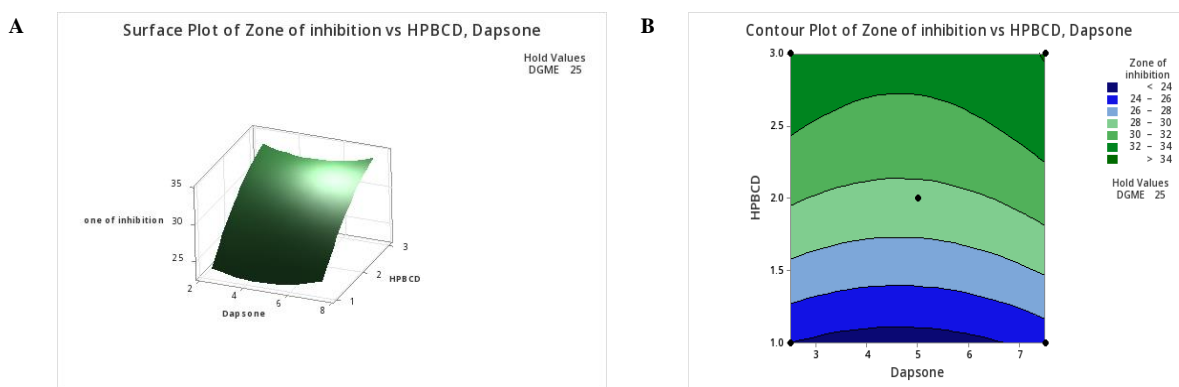 A
Surface Plot of Zone of inhibition vs HPBCD, Dapsone
Hold Values
DGME 25
35
30
25
one of inhibition
2
4
6
8
Dapsone
1
2
3
HPBCD
B
Contour Plot of Zone of inhibition vs HPBCD, Dapsone
3.0
2.5
2.0
1.5
1.0
HPBCD
3 4 5 6 7
Dapsone
Zone of
inhibition
< 24
24 – 26
26 – 28
28 – 30
30 – 32
32 – 34
> 34
Hold Values
DGME 25